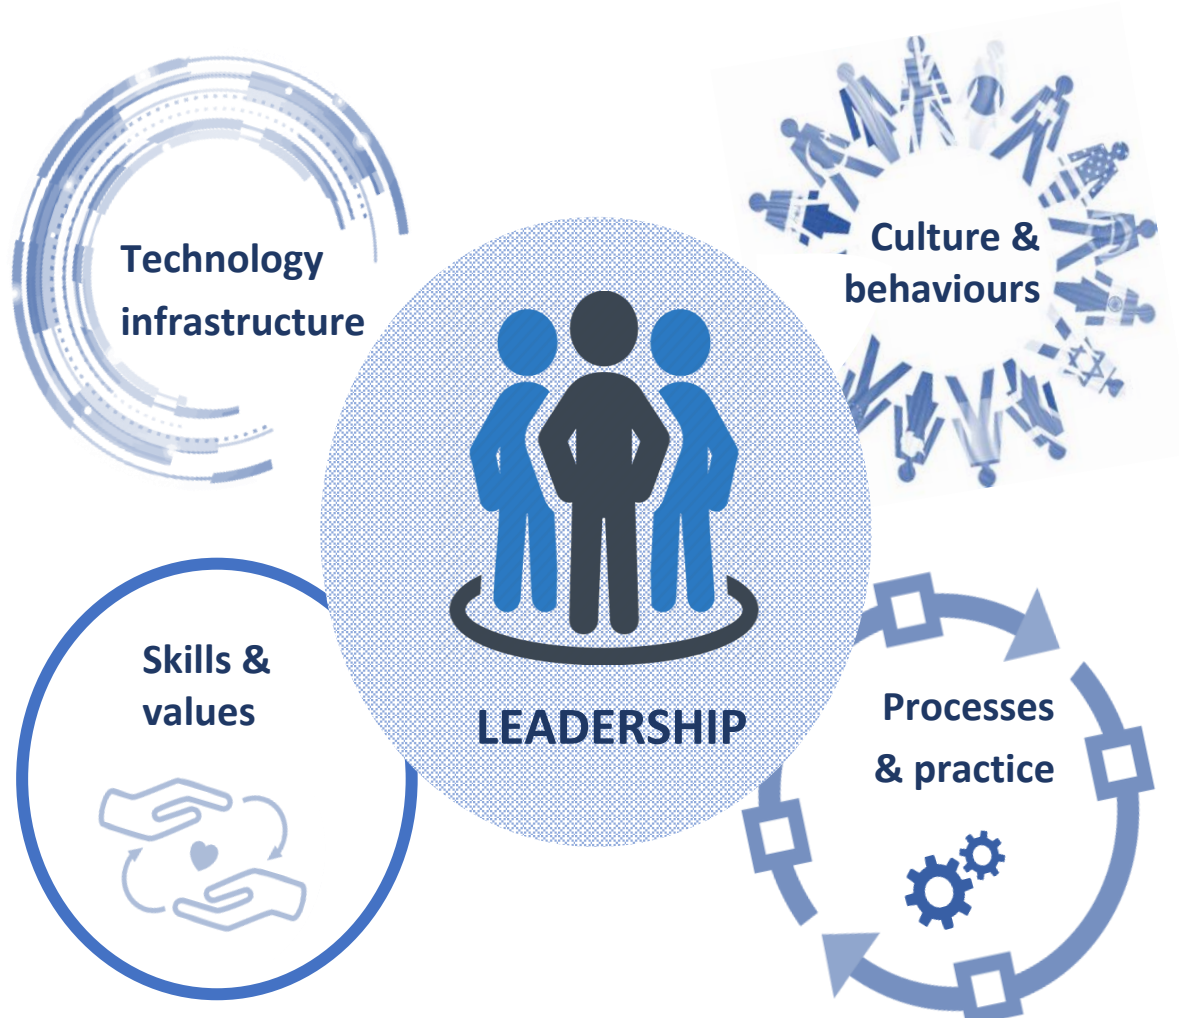 Technology
infrastructure
Culture &
behaviours
LEADERSHIP
Skills &
values
Processes
& practice